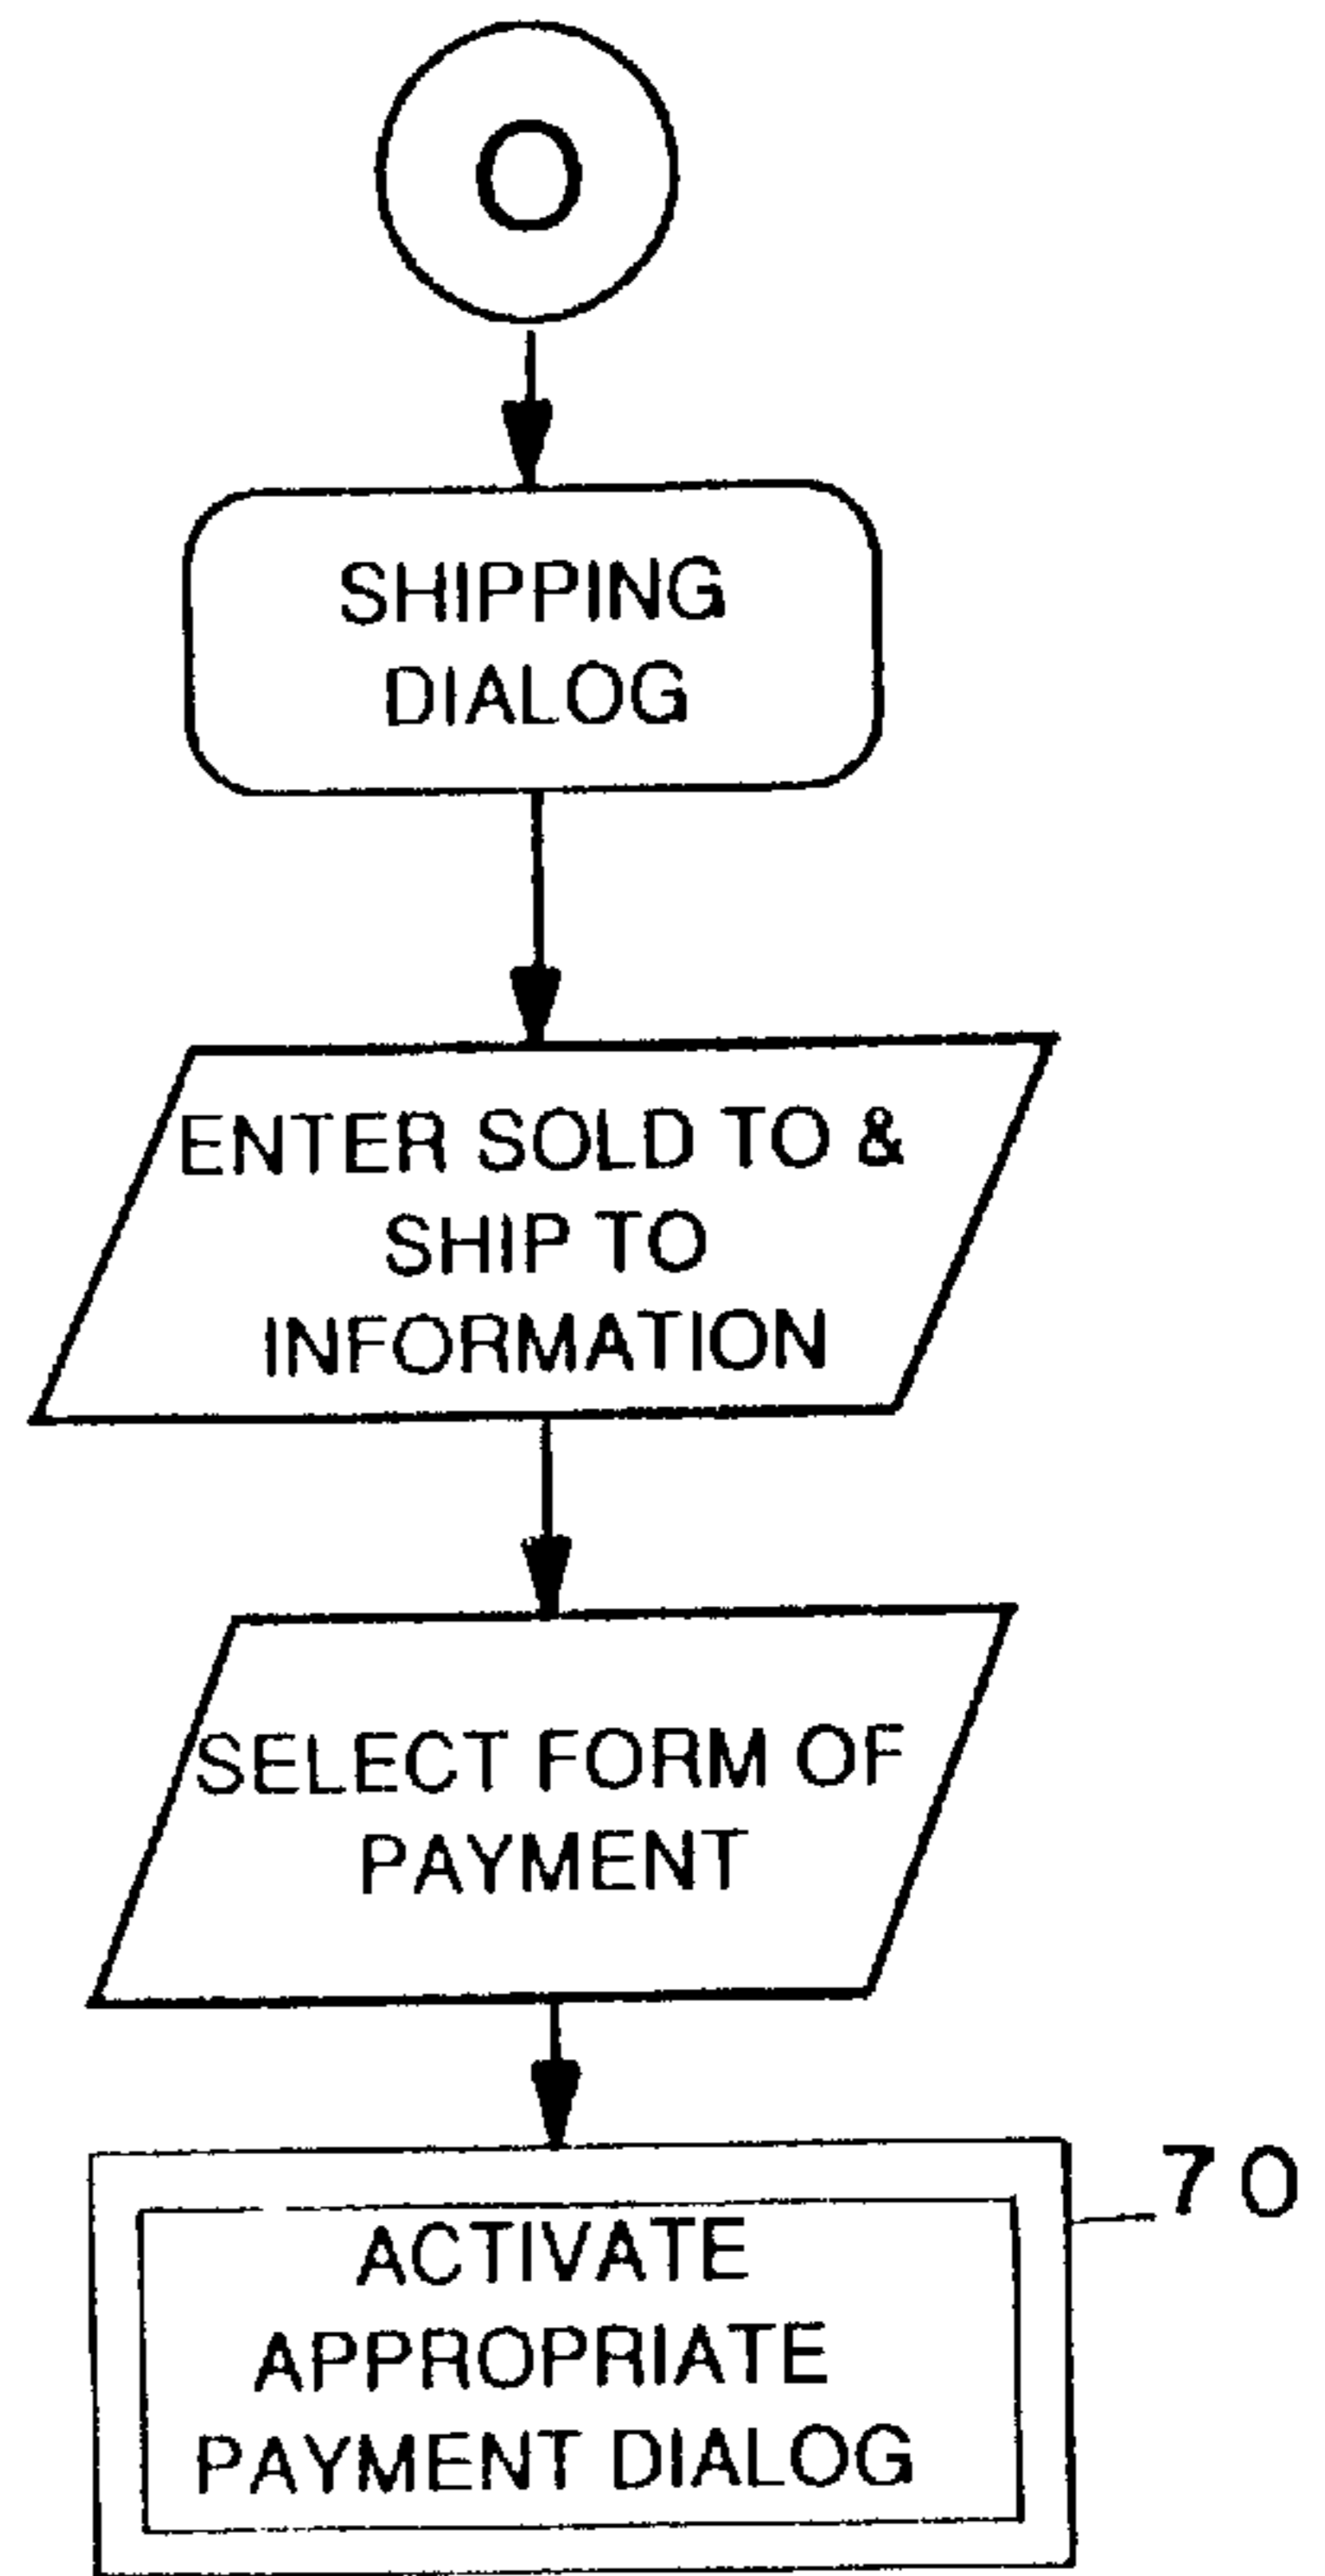 O
SHIPPING
DIALOG
ENTER SOLD TO &
SHIP TO
INFORMATION
SELECT FORM OF
PAYMENT
70
ACTIVATE
APPROPRIATE
PAYMENT DIALOG